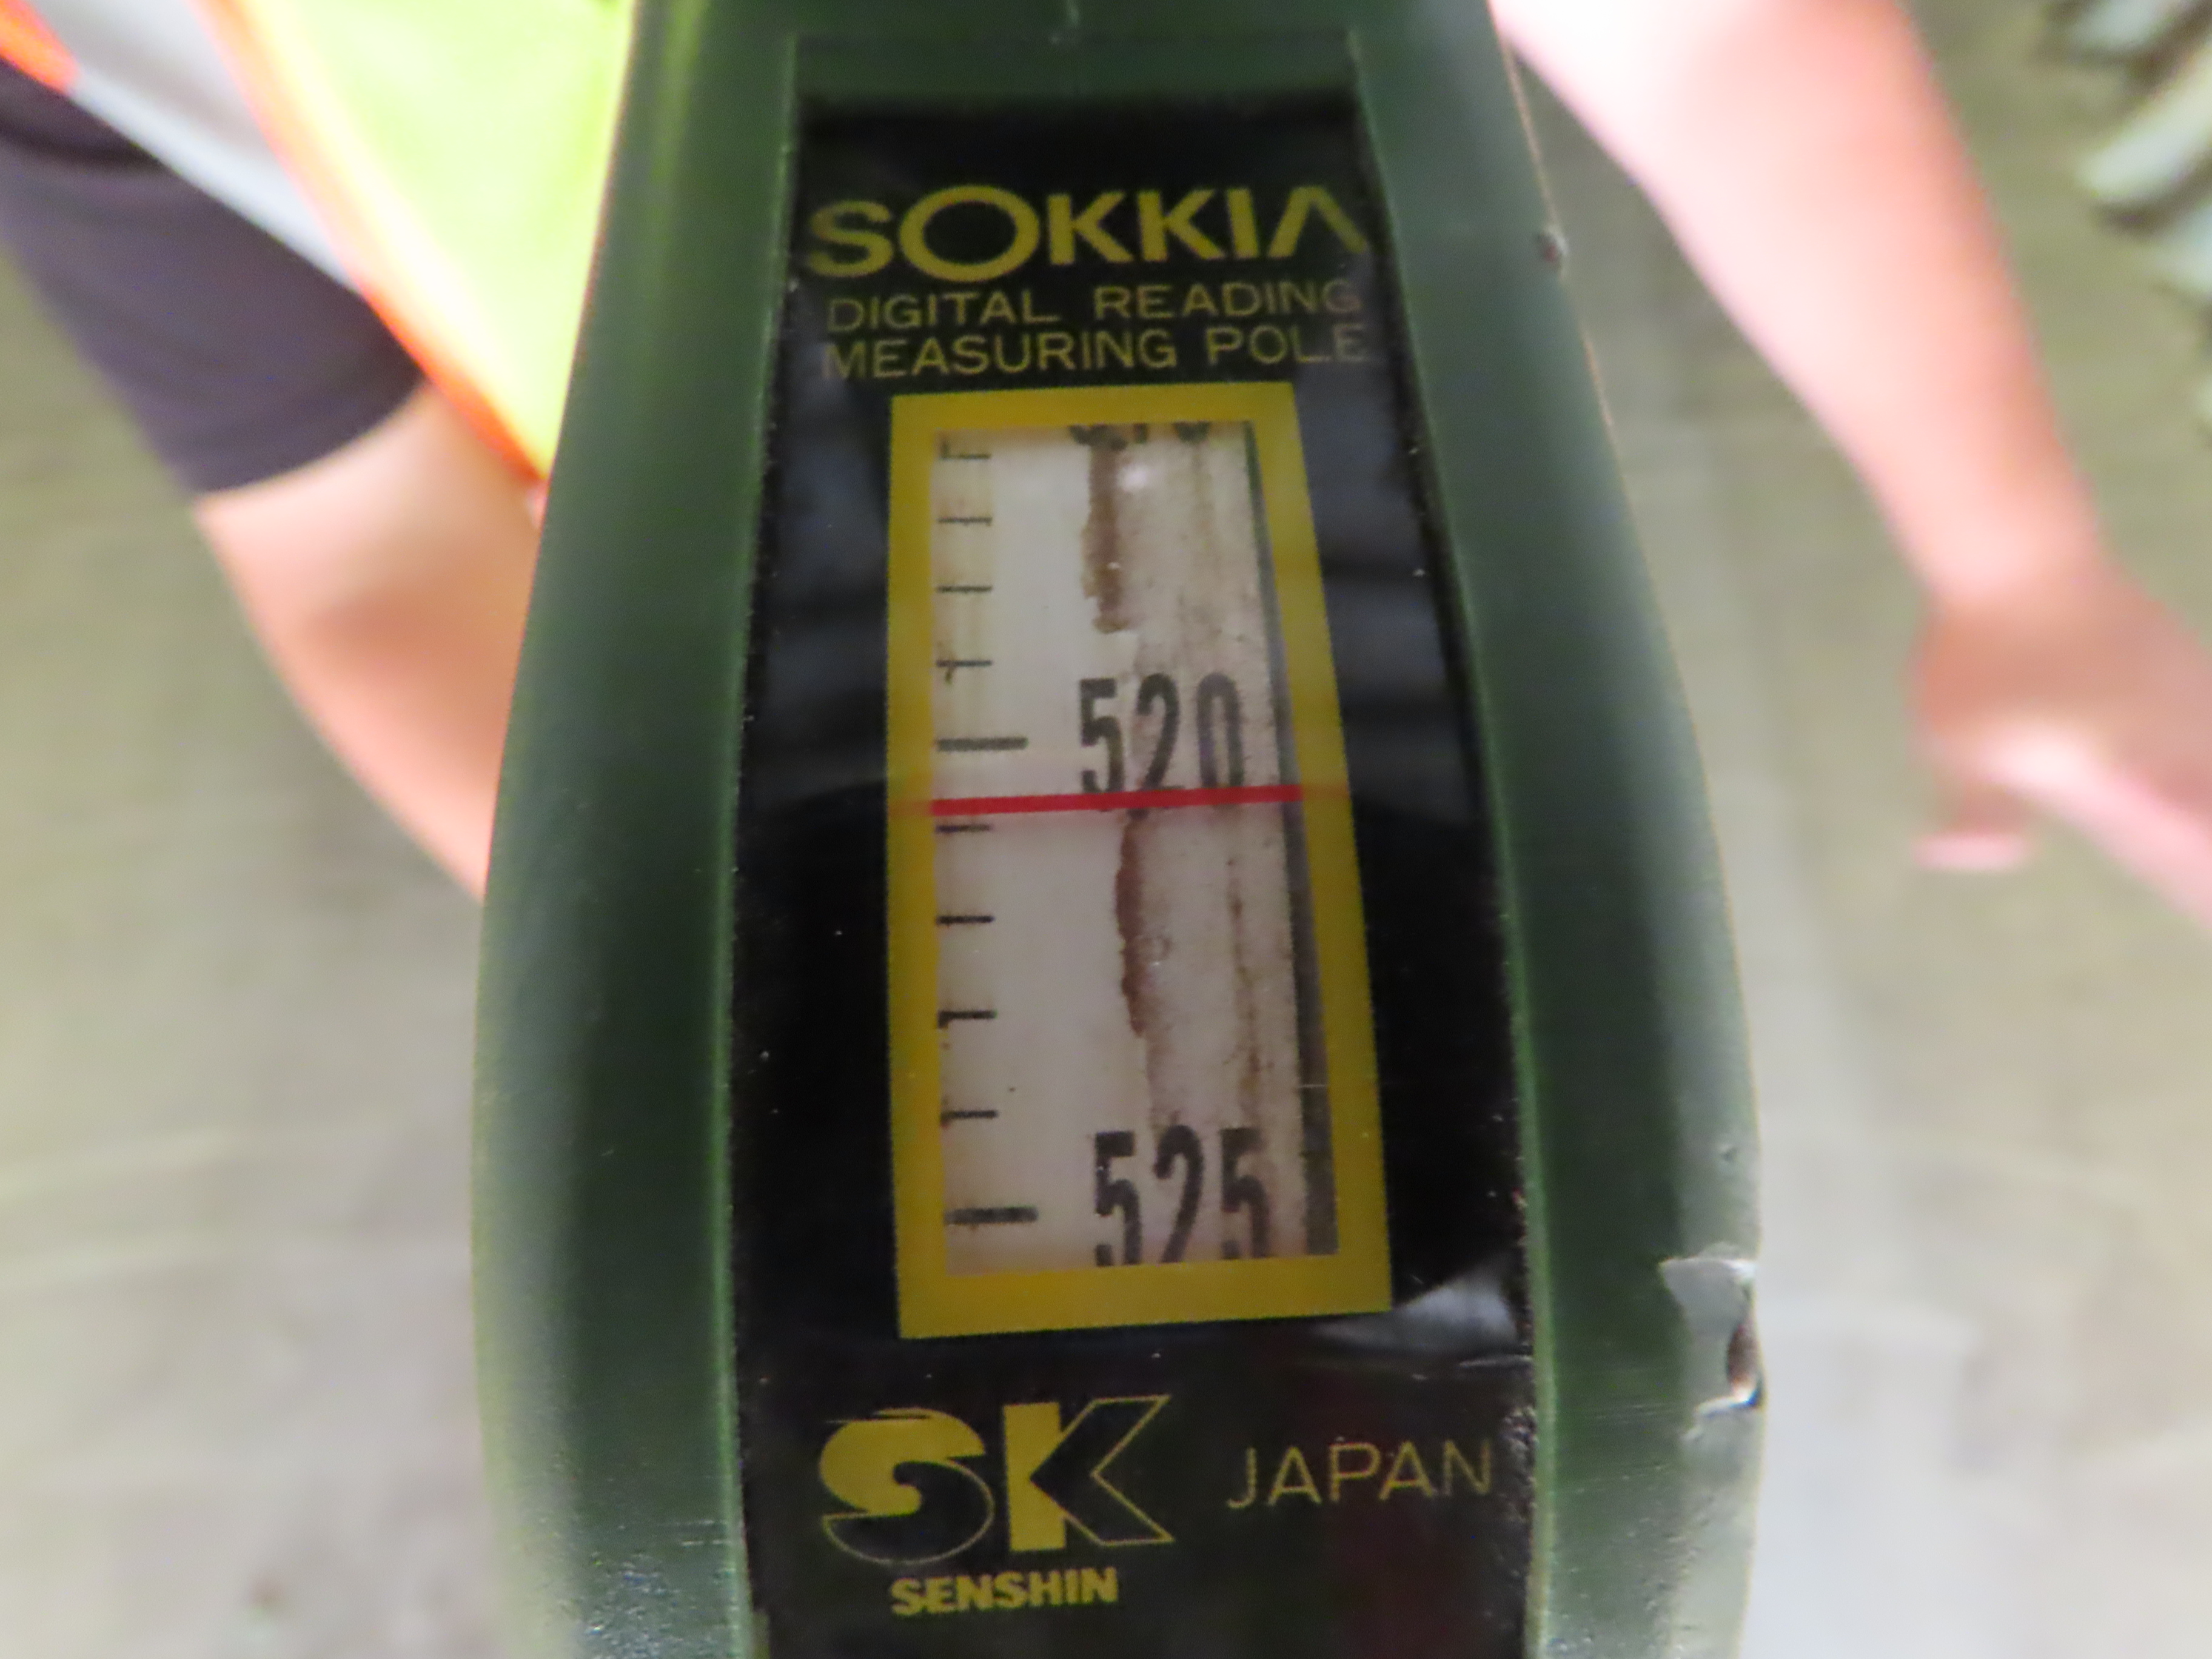 SOKKIA
DIGITAL READING
MEASURING POLE
520
525
SK JAPAN
SENSHIN